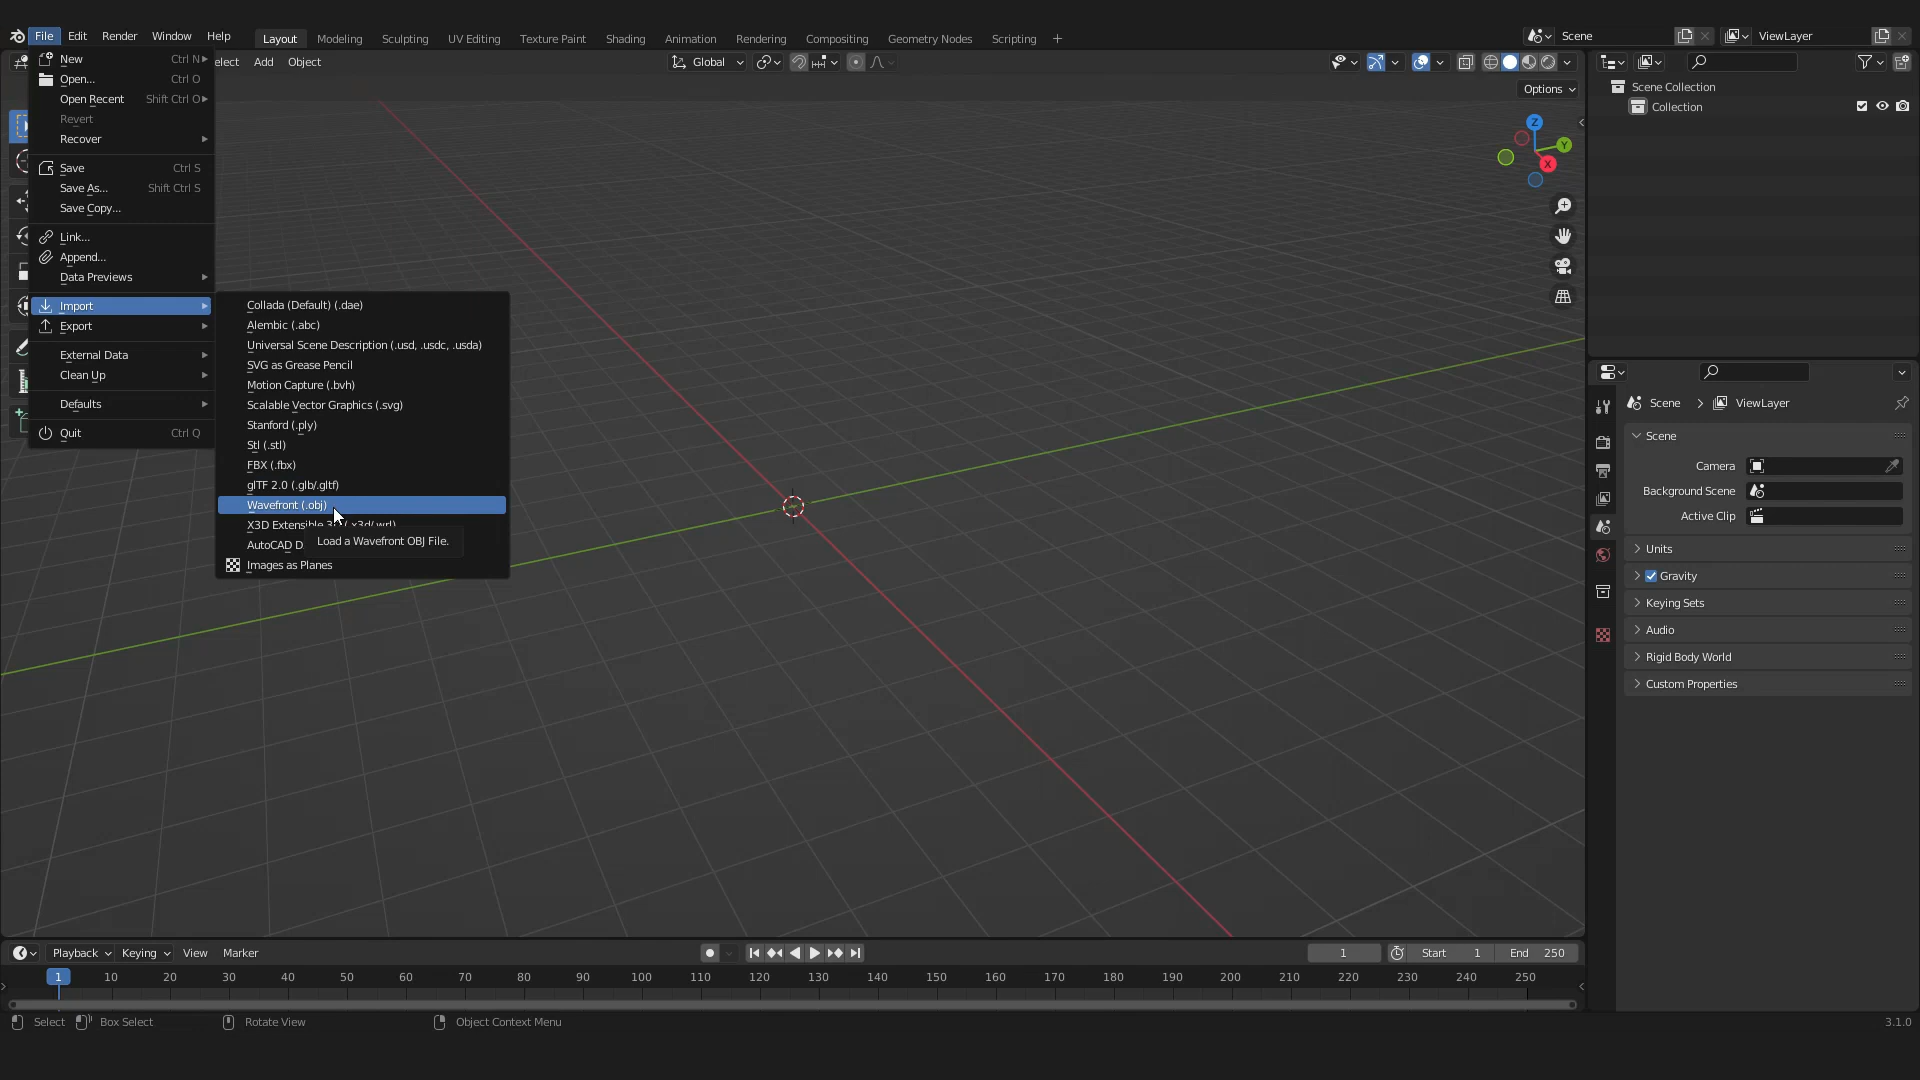 File Edit Render Window Help Layout Modeling Sculpting UV Editing Texture Paint Shading Animation Rendering Compositing Geometry Nodes Scripting + Scene ViewLayer
New Ctrl N
Open... Ctrl O
Open Recent Shift Ctrl O
Revert
Recover
Save Ctrl S
Save As... Shift Ctrl S
Save Copy...
Link...
Append...
Data Previews
Import
Export
External Data
Clean Up
Defaults
Quit Ctrl Q
Add Object Global
Options
Z
Y
X
Collada (Default) (.dae)
Alembic (.abc)
Universal Scene Description (.usd, .usdc, .usda)
SVG as Grease Pencil
Motion Capture (.bvh)
Scalable Vector Graphics (.svg)
Stanford (.ply)
Stl (.stl)
FBX (.fbx)
glTF 2.0 (.glb/.gltf)
Wavefront (.obj)
X3D Extensible
AutoCAD
Load a Wavefront OBJ File.
Images as Planes
Scene Collection
Collection
Scene > ViewLayer
Scene
Camera
Background Scene
Active Clip
Units
Gravity
Keying Sets
Audio
Rigid Body World
Custom Properties
Playback Keying View Marker 1 Start 1 End 250
1 10 20 30 40 50 60 70 80 90 100 110 120 130 140 150 160 170 180 190 200 210 220 230 240 250
Select Box Select Rotate View Object Context Menu 3.1.0